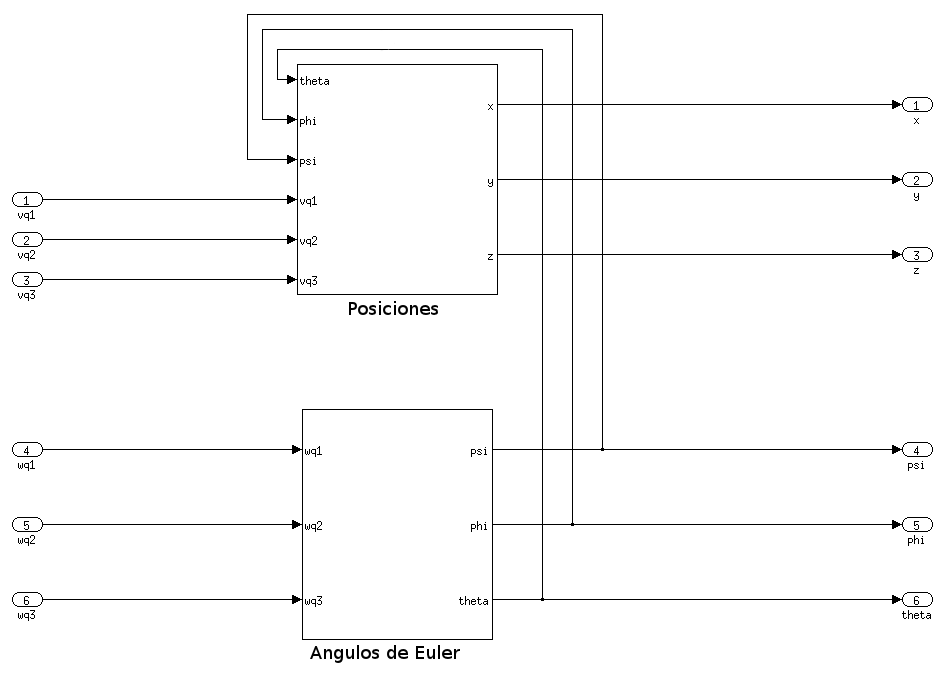 theta
phi
psi
vq1
vq2
vq3
x
y
z
Posiciones
1
vq1
2
vq2
3
vq3
1
x
2
y
3
z
4
wq1
5
wq2
6
wq3
wq1
wq2
wq3
psi
phi
theta
Angulos de Euler
4
psi
5
phi
6
theta